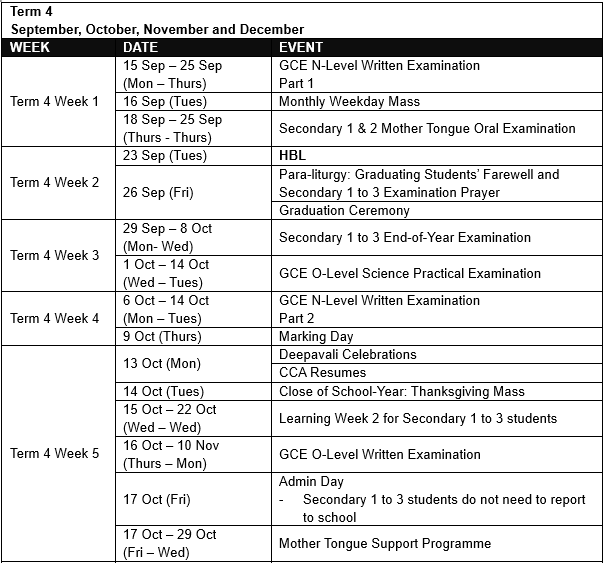 Term 4
September, October, November and December
WEEK DATE EVENT
Term 4 Week 1
15 Sep – 25 Sep
(Mon – Thurs)
GCE N-Level Written Examination
Part 1
16 Sep (Tues)
Monthly Weekday Mass
18 Sep – 25 Sep
(Thurs - Thurs)
Secondary 1 & 2 Mother Tongue Oral Examination
Term 4 Week 2
23 Sep (Tues)
HBL
26 Sep (Fri)
Para-liturgy: Graduating Students' Farewell and
Secondary 1 to 3 Examination Prayer
Graduation Ceremony
Term 4 Week 3
29 Sep – 8 Oct
(Mon- Wed)
Secondary 1 to 3 End-of-Year Examination
1 Oct – 14 Oct
(Wed – Tues)
GCE O-Level Science Practical Examination
Term 4 Week 4
6 Oct – 14 Oct
(Mon – Tues)
GCE N-Level Written Examination
Part 2
9 Oct (Thurs)
Marking Day
Term 4 Week 5
13 Oct (Mon)
Deepavali Celebrations
CCA Resumes
14 Oct (Tues)
Close of School-Year: Thanksgiving Mass
15 Oct – 22 Oct
(Wed – Wed)
Learning Week 2 for Secondary 1 to 3 students
16 Oct – 10 Nov
(Thurs – Mon)
GCE O-Level Written Examination
17 Oct (Fri)
Admin Day
- Secondary 1 to 3 students do not need to report
to school
17 Oct – 29 Oct
(Fri – Wed)
Mother Tongue Support Programme